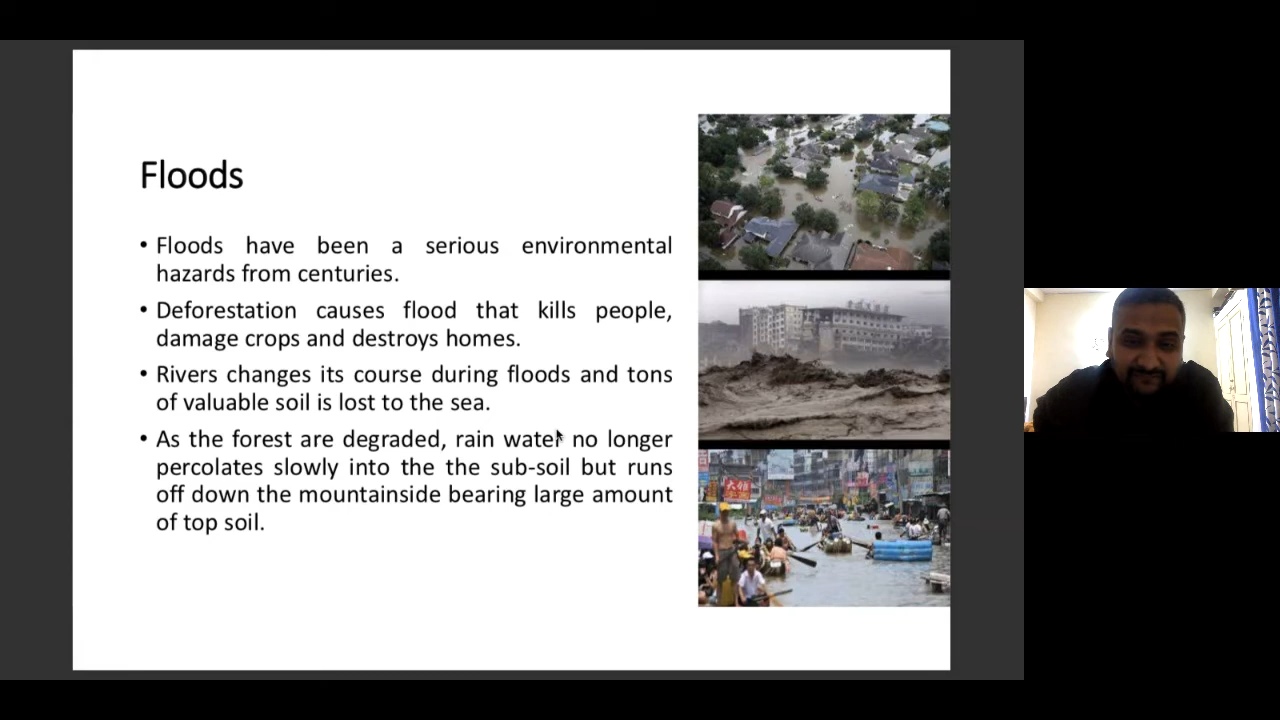 Floods
• Floods have been a serious environmental
hazards from centuries.
• Deforestation causes flood that kills people,
damage crops and destroys homes.
• Rivers changes its course during floods and tons
of valuable soil is lost to the sea.
• As the forest are degraded, rain water no longer
percolates slowly into the the sub-soil but runs
off down the mountainside bearing large amount
of top soil.